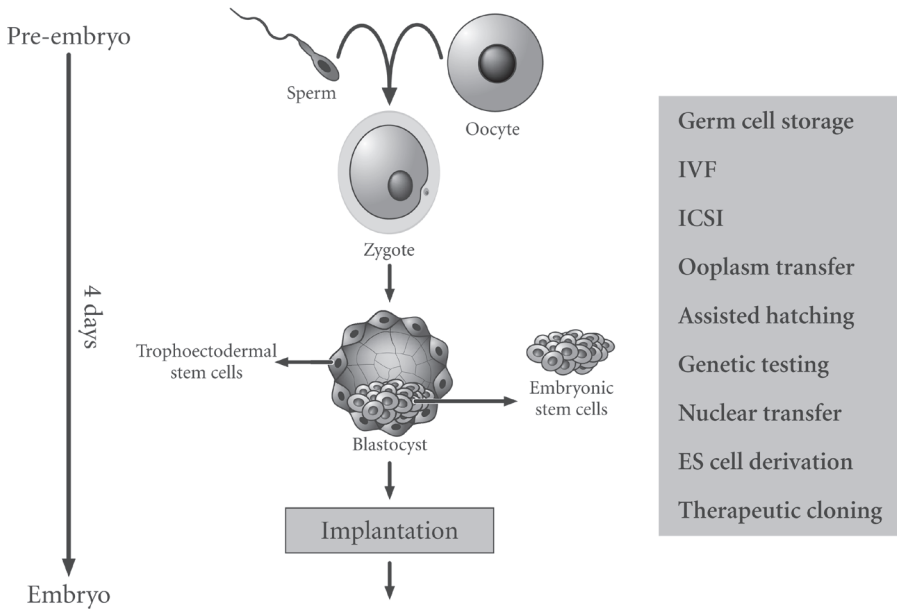 Pre-embryo
Sperm
Oocyte
Zygote
4 days
Trophoectodermal
stem cells
Embryonic
stem cells
Blastocyst
Implantation
Embryo
Germ cell storage
IVF
ICSI
Ooplasm transfer
Assisted hatching
Genetic testing
Nuclear transfer
ES cell derivation
Therapeutic cloning